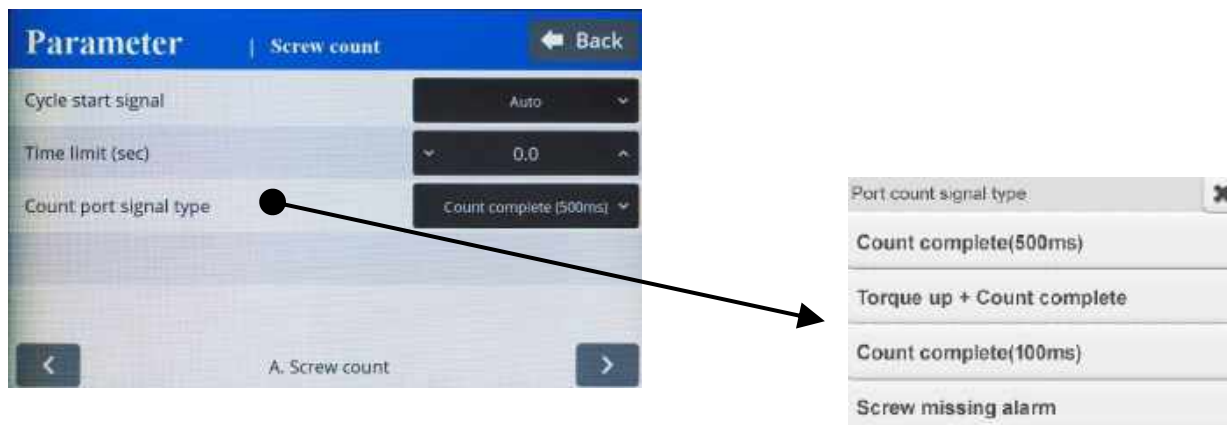 Parameter | Screw count Back
Cycle start signal Auto
Time limit (sec) 0.0
Count port signal type Count complete (500ms)
A. Screw count
Port count signal type
Count complete(500ms)
Torque up + Count complete
Count complete(100ms)
Screw missing alarm